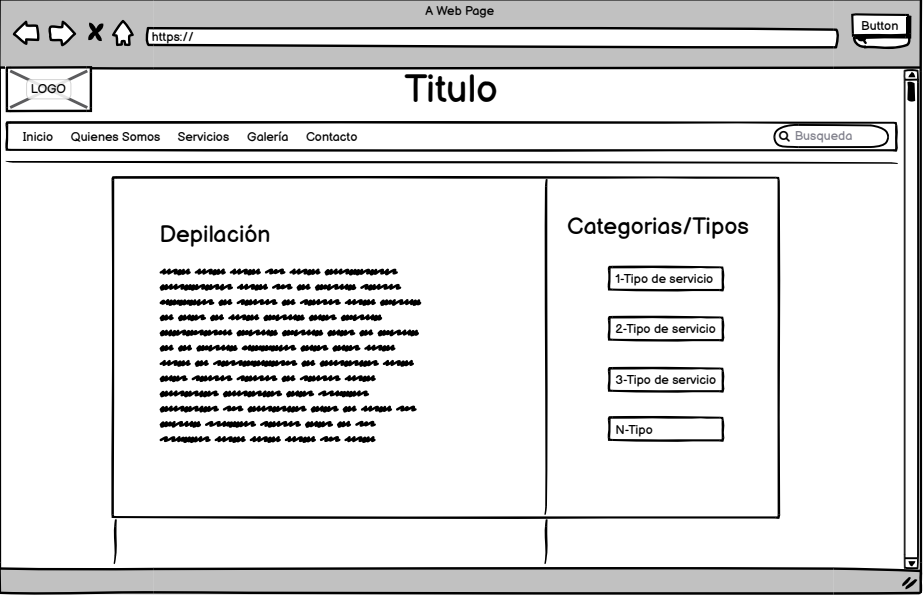 A Web Page
https://
Button
LOGO
Titulo
Inicio Quienes Somos Servicios Galería Contacto
Busqueda
Depilación
Categorias/Tipos
1-Tipo de servicio
2-Tipo de servicio
3-Tipo de servicio
N-Tipo